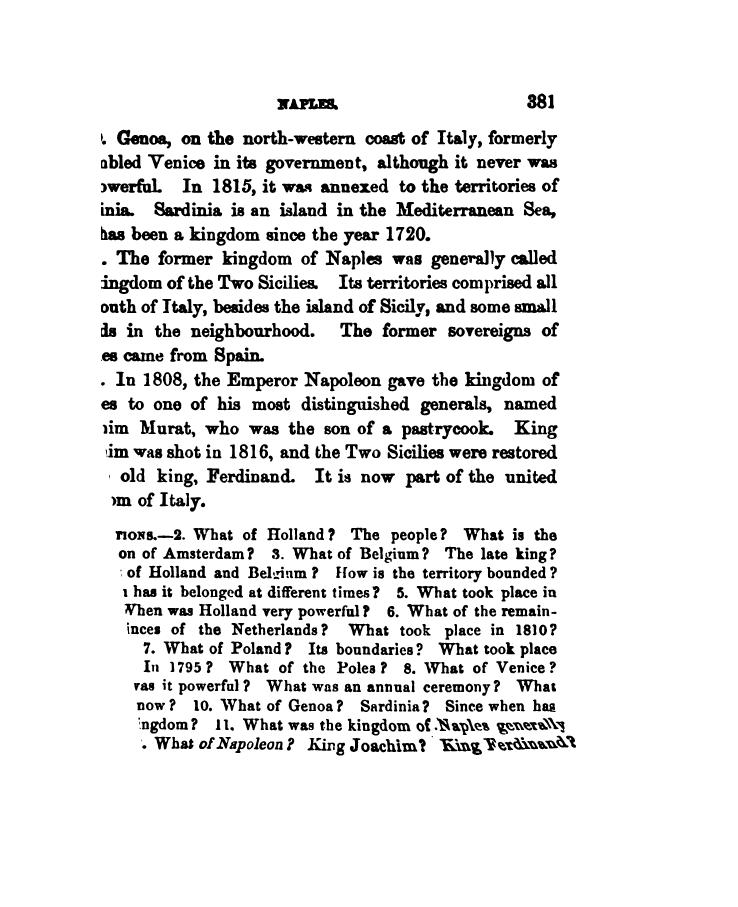 NAPLES. 381
. Genoa, on the north-western coast of Italy, formerly
bled Venice in its government, although it never was
owerful. In 1815, it was annexed to the territories of
inia. Sardinia is an island in the Mediterranean Sea,
has been a kingdom since the year 1720.
. The former kingdom of Naples was generally called
ingdom of the Two Sicilies. Its territories comprised all
outh of Italy, besides the island of Sicily, and some small
ds in the neighbourhood. The former sovereigns of
es came from Spain.
. In 1808, the Emperor Napoleon gave the kingdom of
es to one of his most distinguished generals, named
him Murat, who was the son of a pastrycook. King
im was shot in 1816, and the Two Sicilies were restored
old king, Ferdinand. It is now part of the united
om of Italy.
TIONS.—2. What of Holland? The people? What is the
on of Amsterdam? 3. What of Belgium? The late king?
of Holland and Belgium? How is the territory bounded?
has it belonged at different times? 5. What took place in
When was Holland very powerful? 6. What of the remain-
inces of the Netherlands? What took place in 1810?
7. What of Poland? Its boundaries? What took place
In 1795? What of the Poles? 8. What of Venice?
was it powerful? What was an annual ceremony? What
now? 10. What of Genoa? Sardinia? Since when has
ingdom? 11. What was the kingdom of Naples generally
. What of Napoleon? King Joachim? King Ferdinand?